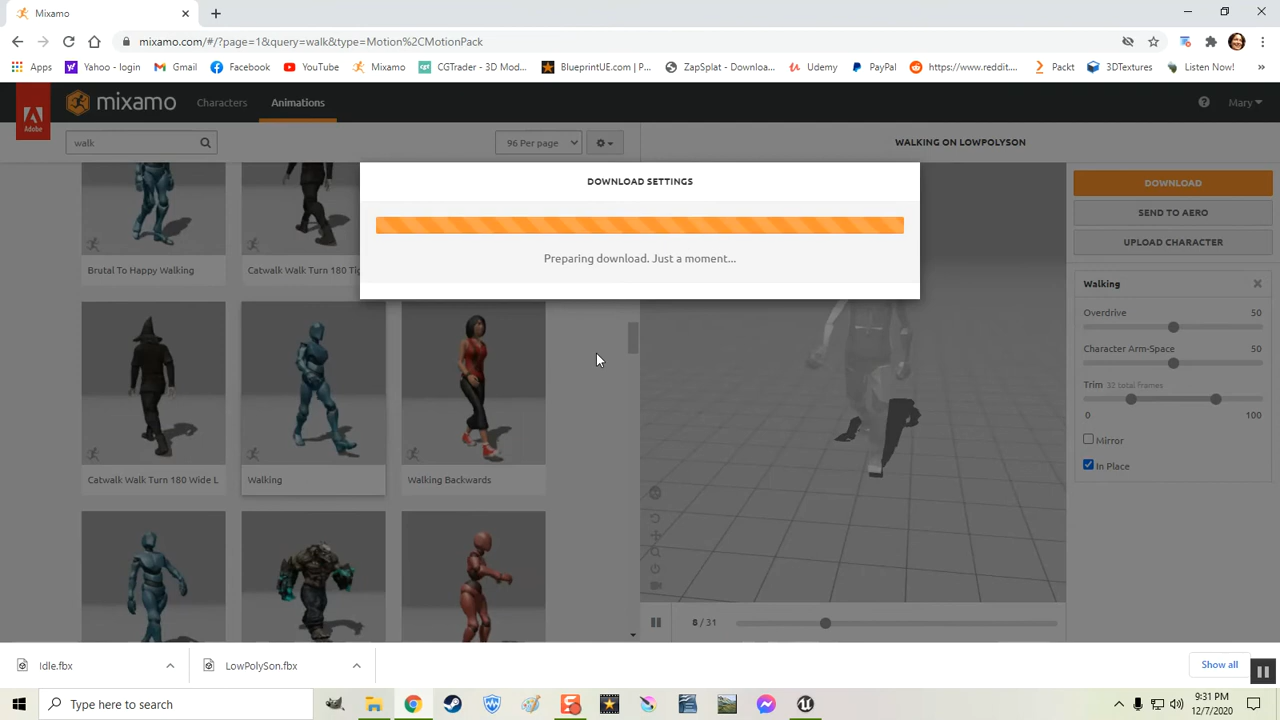 Mixamo
mixamo.com/#/?page=1&query=walk&type=Motion%2CMotionPack
Apps
Yahoo - login
Gmail
Facebook
YouTube
Mixamo
CGTrader - 3D Mod...
BlueprintUE.com | P...
ZapSplat - Downloa...
Udemy
PayPal
https://www.reddit....
Packt
3DTextures
Listen Now!
»
Adobe
mixamo
Characters
Animations
Mary
walk
96 Per page
WALKING ON LOWPOLYSON
DOWNLOAD SETTINGS
Preparing download. Just a moment...
Brutal To Happy Walking
Catwalk Walk Turn 180 Tig
Catwalk Walk Turn 180 Wide L
Walking
Walking Backwards
DOWNLOAD
SEND TO AERO
UPLOAD CHARACTER
Walking
Overdrive 50
Character Arm-Space 50
Trim 32 total frames
0 100
Mirror
In Place
8 / 31
Idle.fbx
LowPolySon.fbx
Show all
Type here to search
9:31 PM
12/7/2020